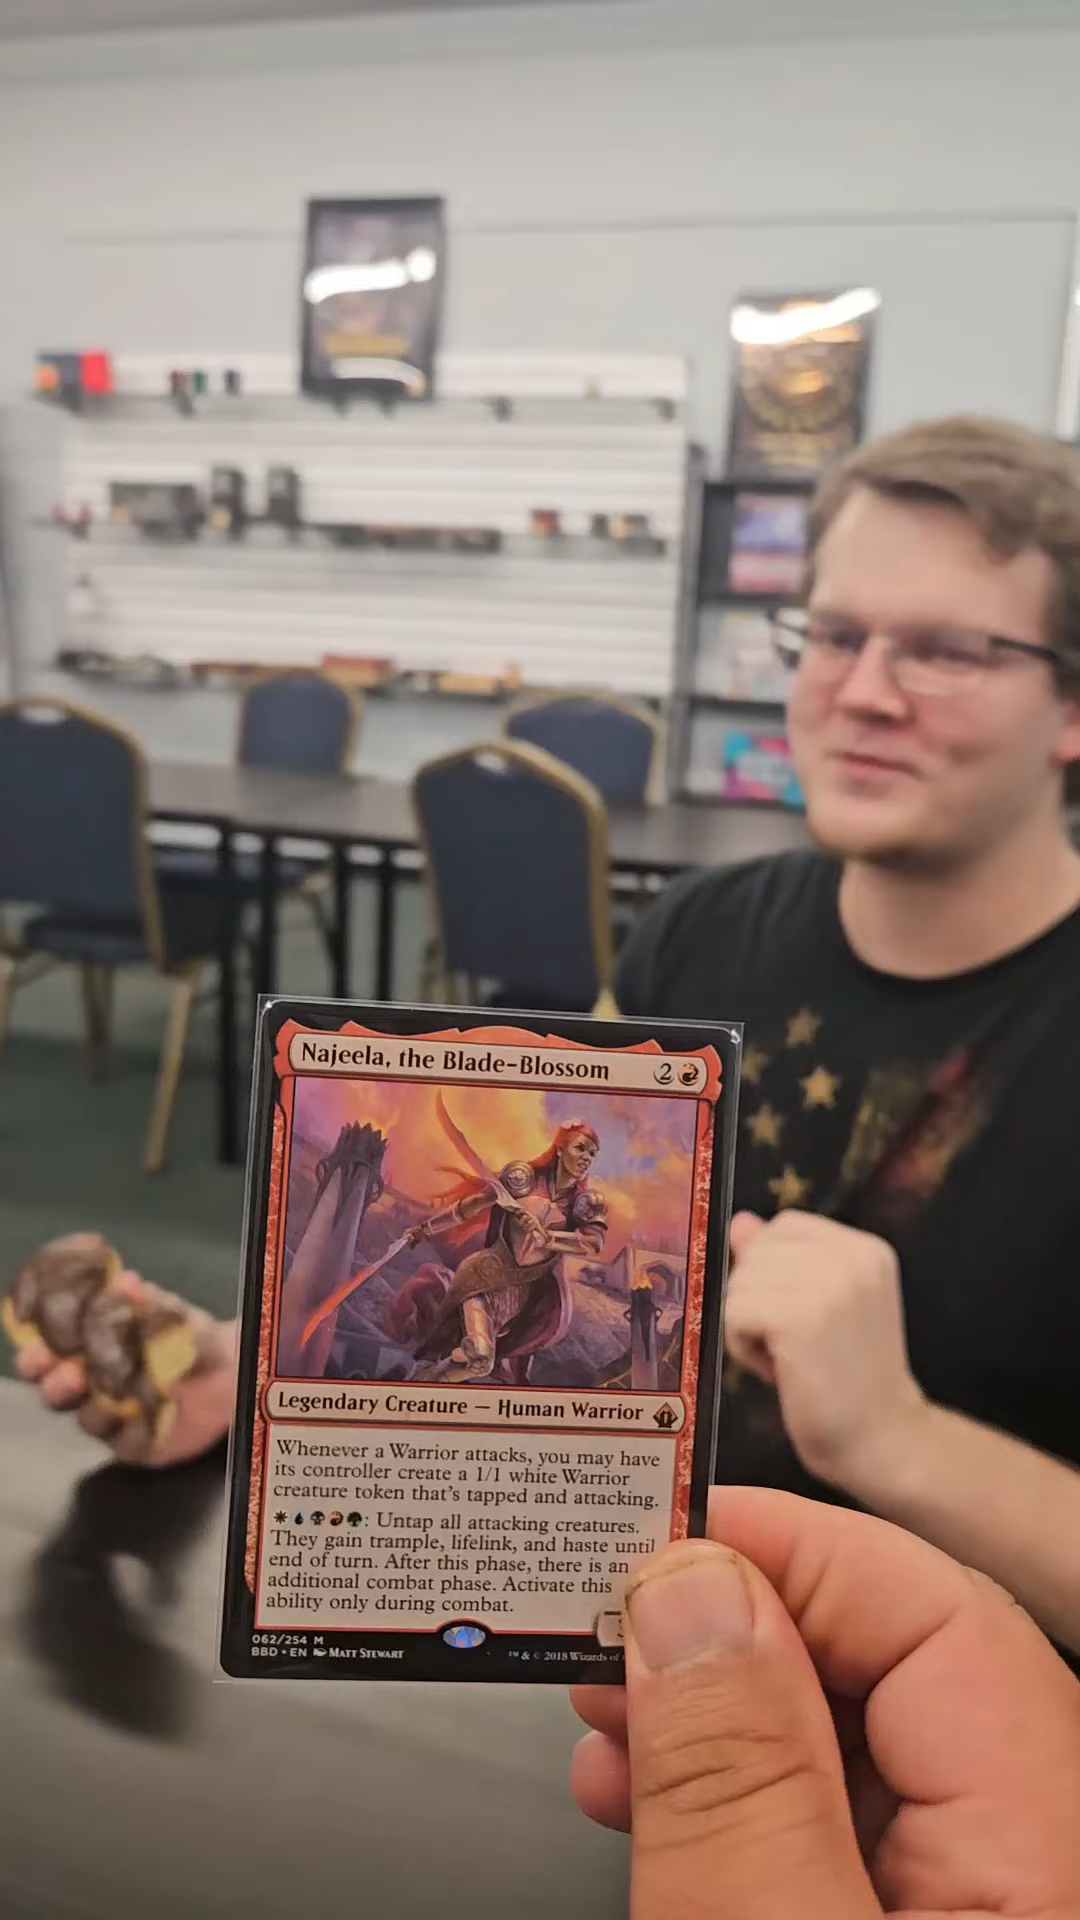 Najeela, the Blade-Blossom 2
Legendary Creature — Human Warrior
Whenever a Warrior attacks, you may have
its controller create a 1/1 white Warrior
creature token that's tapped and attacking.
: Untap all attacking creatures.
They gain trample, lifelink, and haste until
end of turn. After this phase, there is an
additional combat phase. Activate this
ability only during combat.
062/254 M
BBD • EN MATT STEWART
™ & © 2018 Wizards of